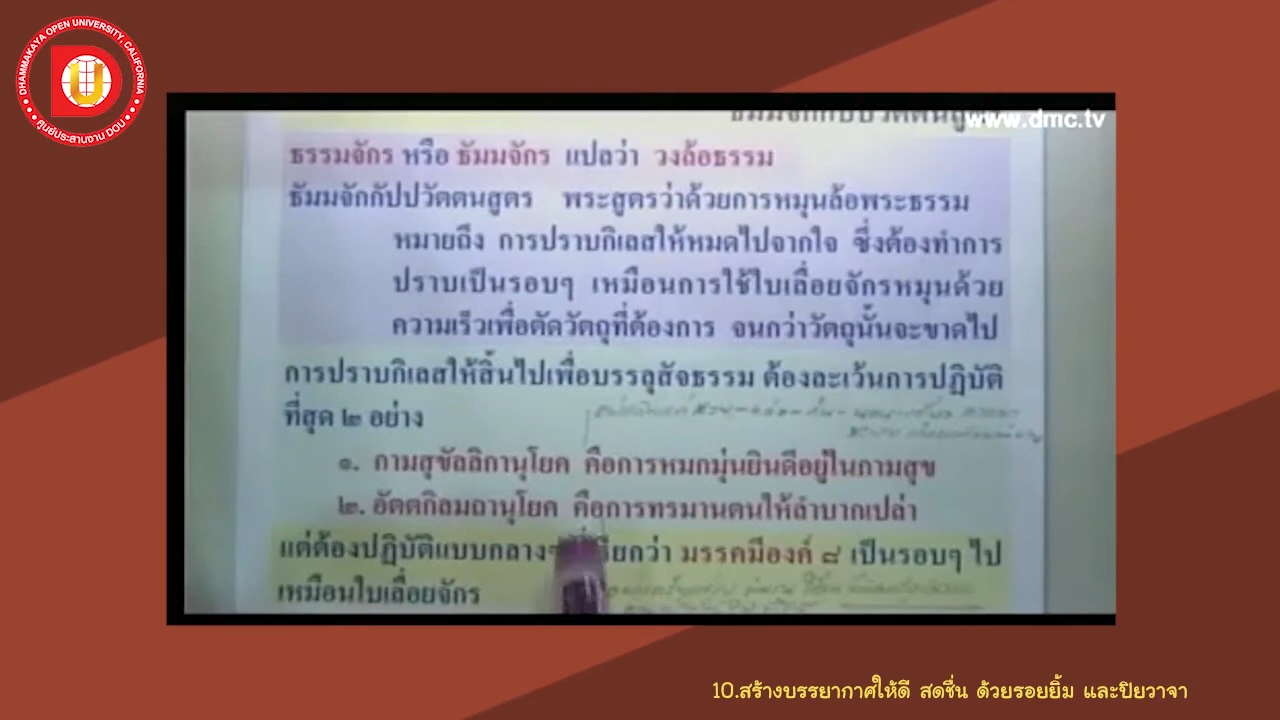 DHAMMAKAYA OPEN UNIVERSITY, CALIFORNIA
DU
ศูนย์ประสานงาน DOU
ธัมมจักกัปปวัตตนสูตร
www.dmc.tv
ธรรมจักร หรือ ธัมมจักร แปลว่า วงล้อธรรม
ธัมมจักกัปปวัตตนสูตร พระสูตรว่าด้วยการหมุนล้อพระธรรม
หมายถึง การปราบกิเลสให้หมดไปจากใจ ซึ่งต้องทำการ
ปราบเป็นรอบๆ เหมือนการใช้ใบเลื่อยจักรหมุนด้วย
ความเร็วเพื่อตัดวัตถุที่ต้องการ จนกว่าวัตถุนั้นจะขาดไป
การปราบกิเลสให้สิ้นไปเพื่อบรรลุสัจธรรม ต้องละเว้นการปฏิบัติ
ที่สุด ๒ อย่าง
๑. กามสุขัลลิกานุโยค คือการหมกมุ่นยินดีอยู่ในกามสุข
๒. อัตตกิลมถานุโยค คือการทรมานตนให้ลำบากเปล่า
แต่ต้องปฏิบัติแบบกลางๆ ที่เรียกว่า มรรคมีองค์ ๘ เป็นรอบๆ ไป
เหมือนใบเลื่อยจักร
10.สร้างบรรยากาศให้ดี สดชื่น ด้วยรอยยิ้ม และปิยวาจา